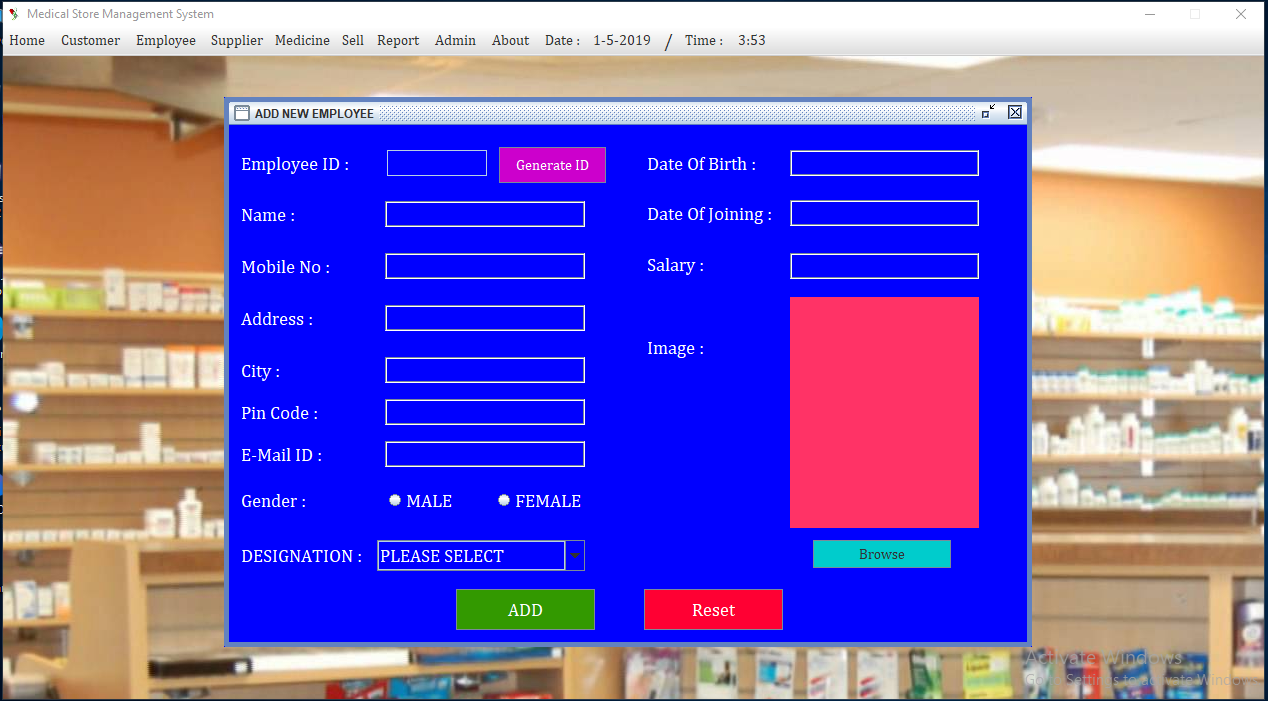 Medical Store Management System
Home Customer Employee Supplier Medicine Sell Report Admin About Date : 1-5-2019 / Time : 3:53
ADD NEW EMPLOYEE
Employee ID : Generate ID Date Of Birth :
Name : Date Of Joining :
Mobile No : Salary :
Address :
Image :
City :
Pin Code :
E-Mail ID :
Gender : MALE FEMALE
DESIGNATION : PLEASE SELECT Browse
ADD Reset
Activate Windows
Go to Settings to activate Windows.